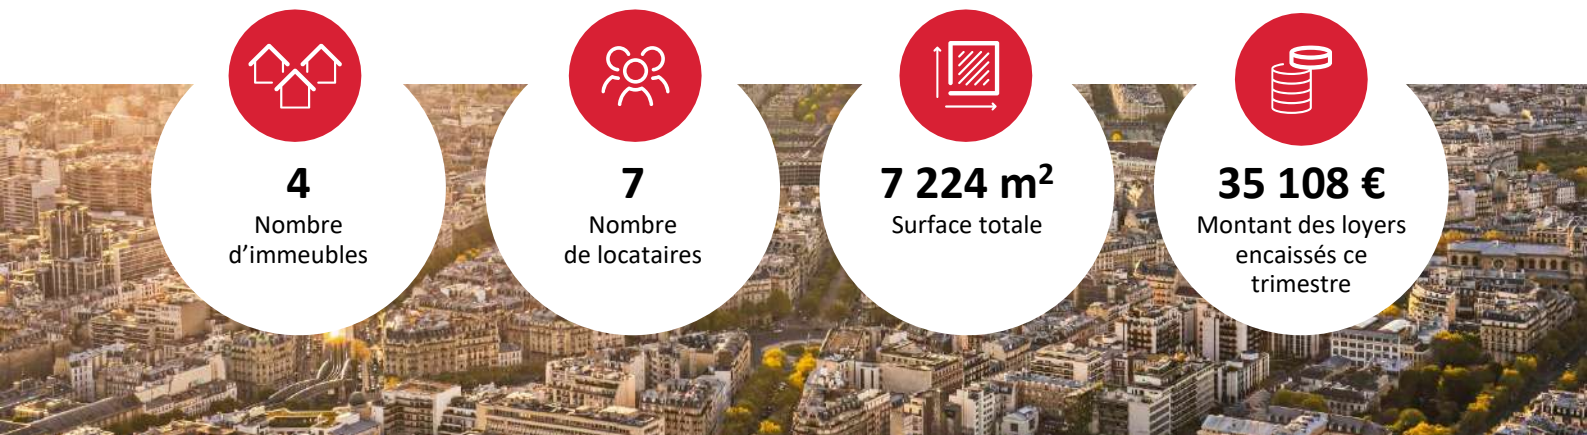 4
Nombre
d’immeubles
7
Nombre
de locataires
7 224 m²
Surface totale
35 108 €
Montant des loyers
encaissés ce
trimestre